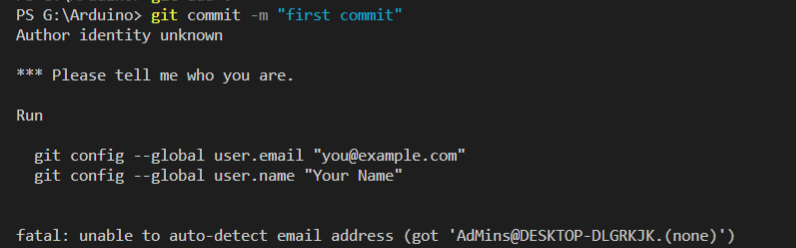 PS G:\Arduino> git commit -m "first commit"
Author identity unknown
*** Please tell me who you are.
Run
git config --global user.email "you@example.com"
git config --global user.name "Your Name"
fatal: unable to auto-detect email address (got 'AdMins@DESKTOP-DLGRKJK.(none)')